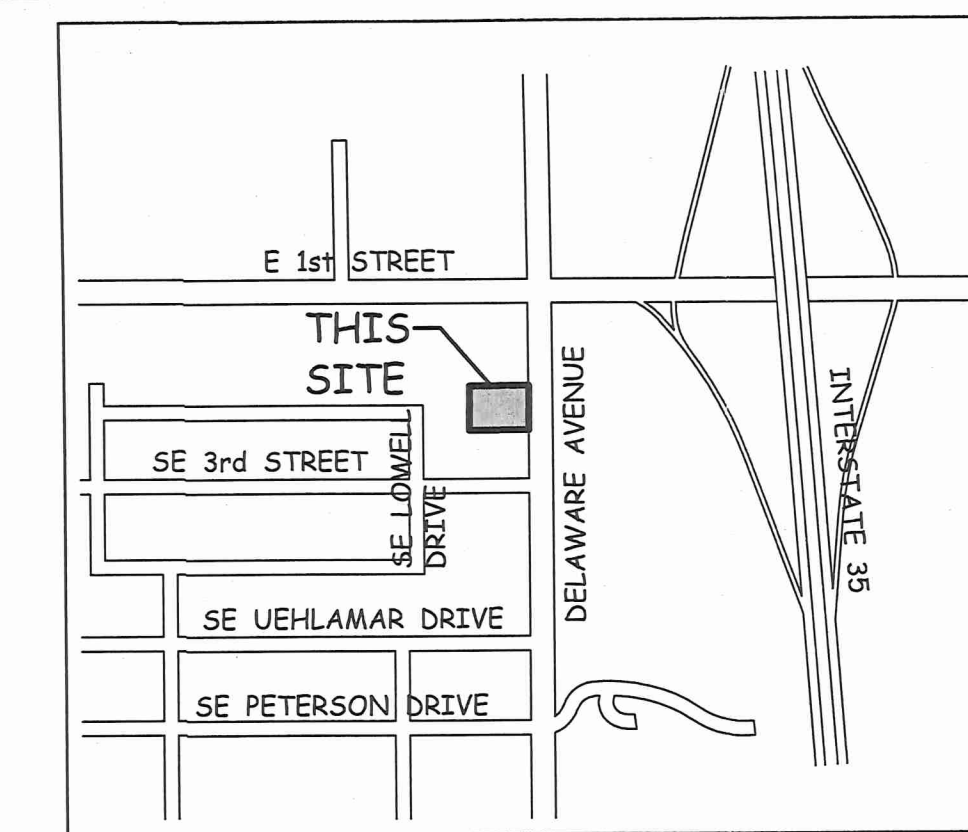 E 1st STREET
THIS
SITE
SE 3rd STREET
SE LOWELL
DRIVE
DELAWARE AVENUE
INTERSTATE 35
SE UEHLAMAR DRIVE
SE PETERSON DRIVE